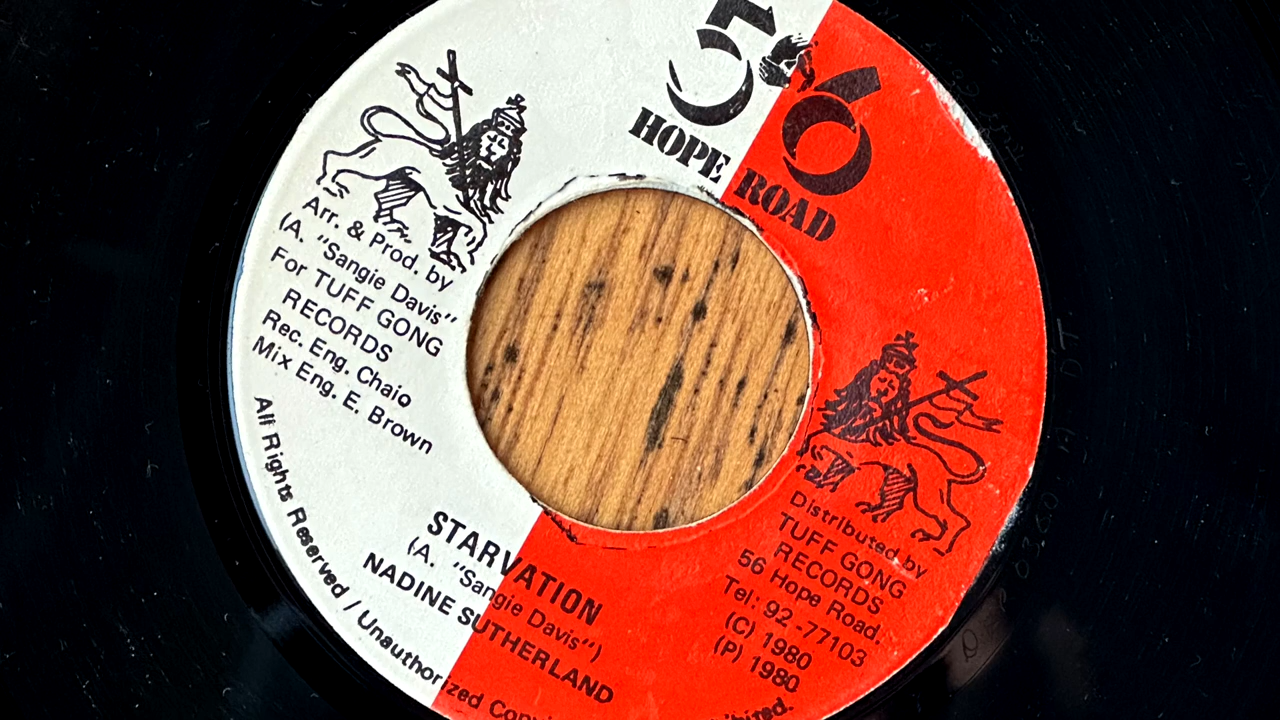 56
HOPE ROAD
Arr. & Prod. by
(A. "Sangie Davis"
For TUFF GONG
RECORDS
Rec. Eng. Chaio
Mix Eng. E. Brown
STARVATION
(A. "Sangie Davis")
NADINE SUTHERLAND
Distributed by
TUFF GONG
RECORDS
56 Hope Road.
Tel: 92-77103
(C) 1980
(P) 1980.
All Rights Reserved / Unauthorized